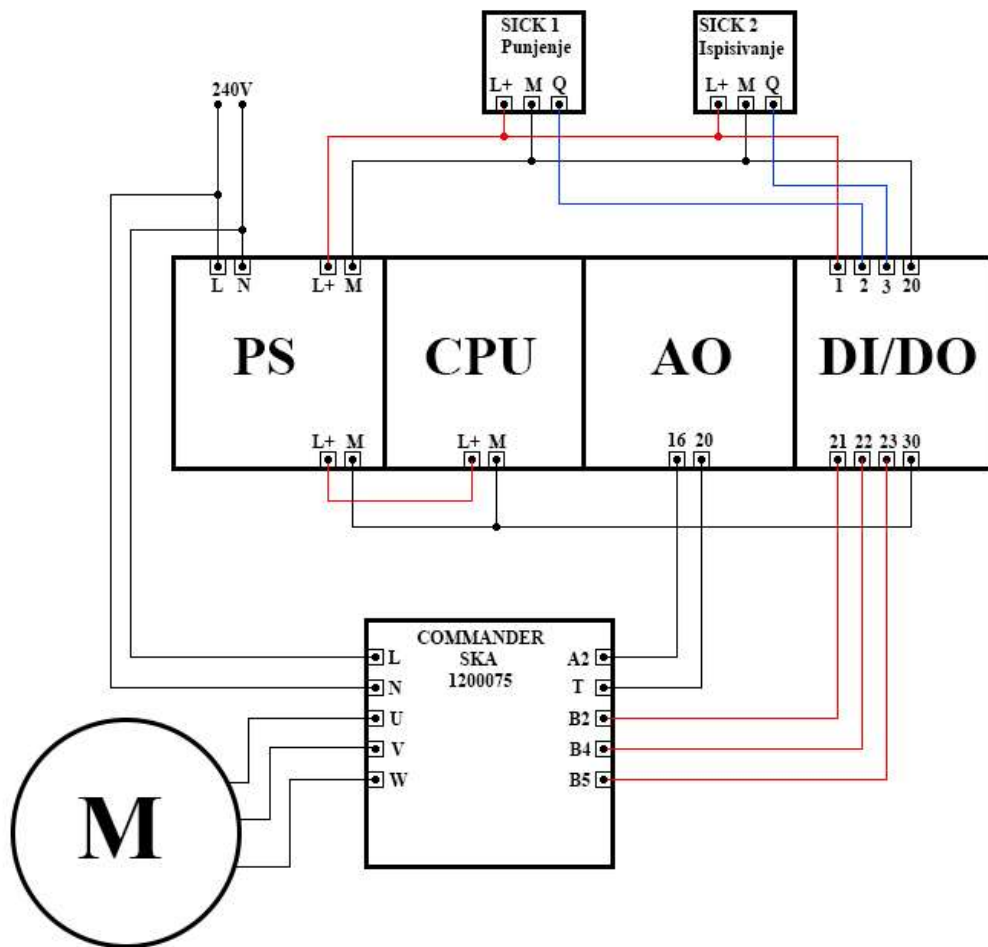 SICK 1
Punjenje
L+ M Q
SICK 2
Ispisivanje
L+ M Q
240V
L N L+ M
1 2 3 20
PS
CPU
AO
DI/DO
L+ M
L+ M
16 20
21 22 23 30
COMMANDER
SKA
1200075
L
N
U
V
W
A2
T
B2
B4
B5
M